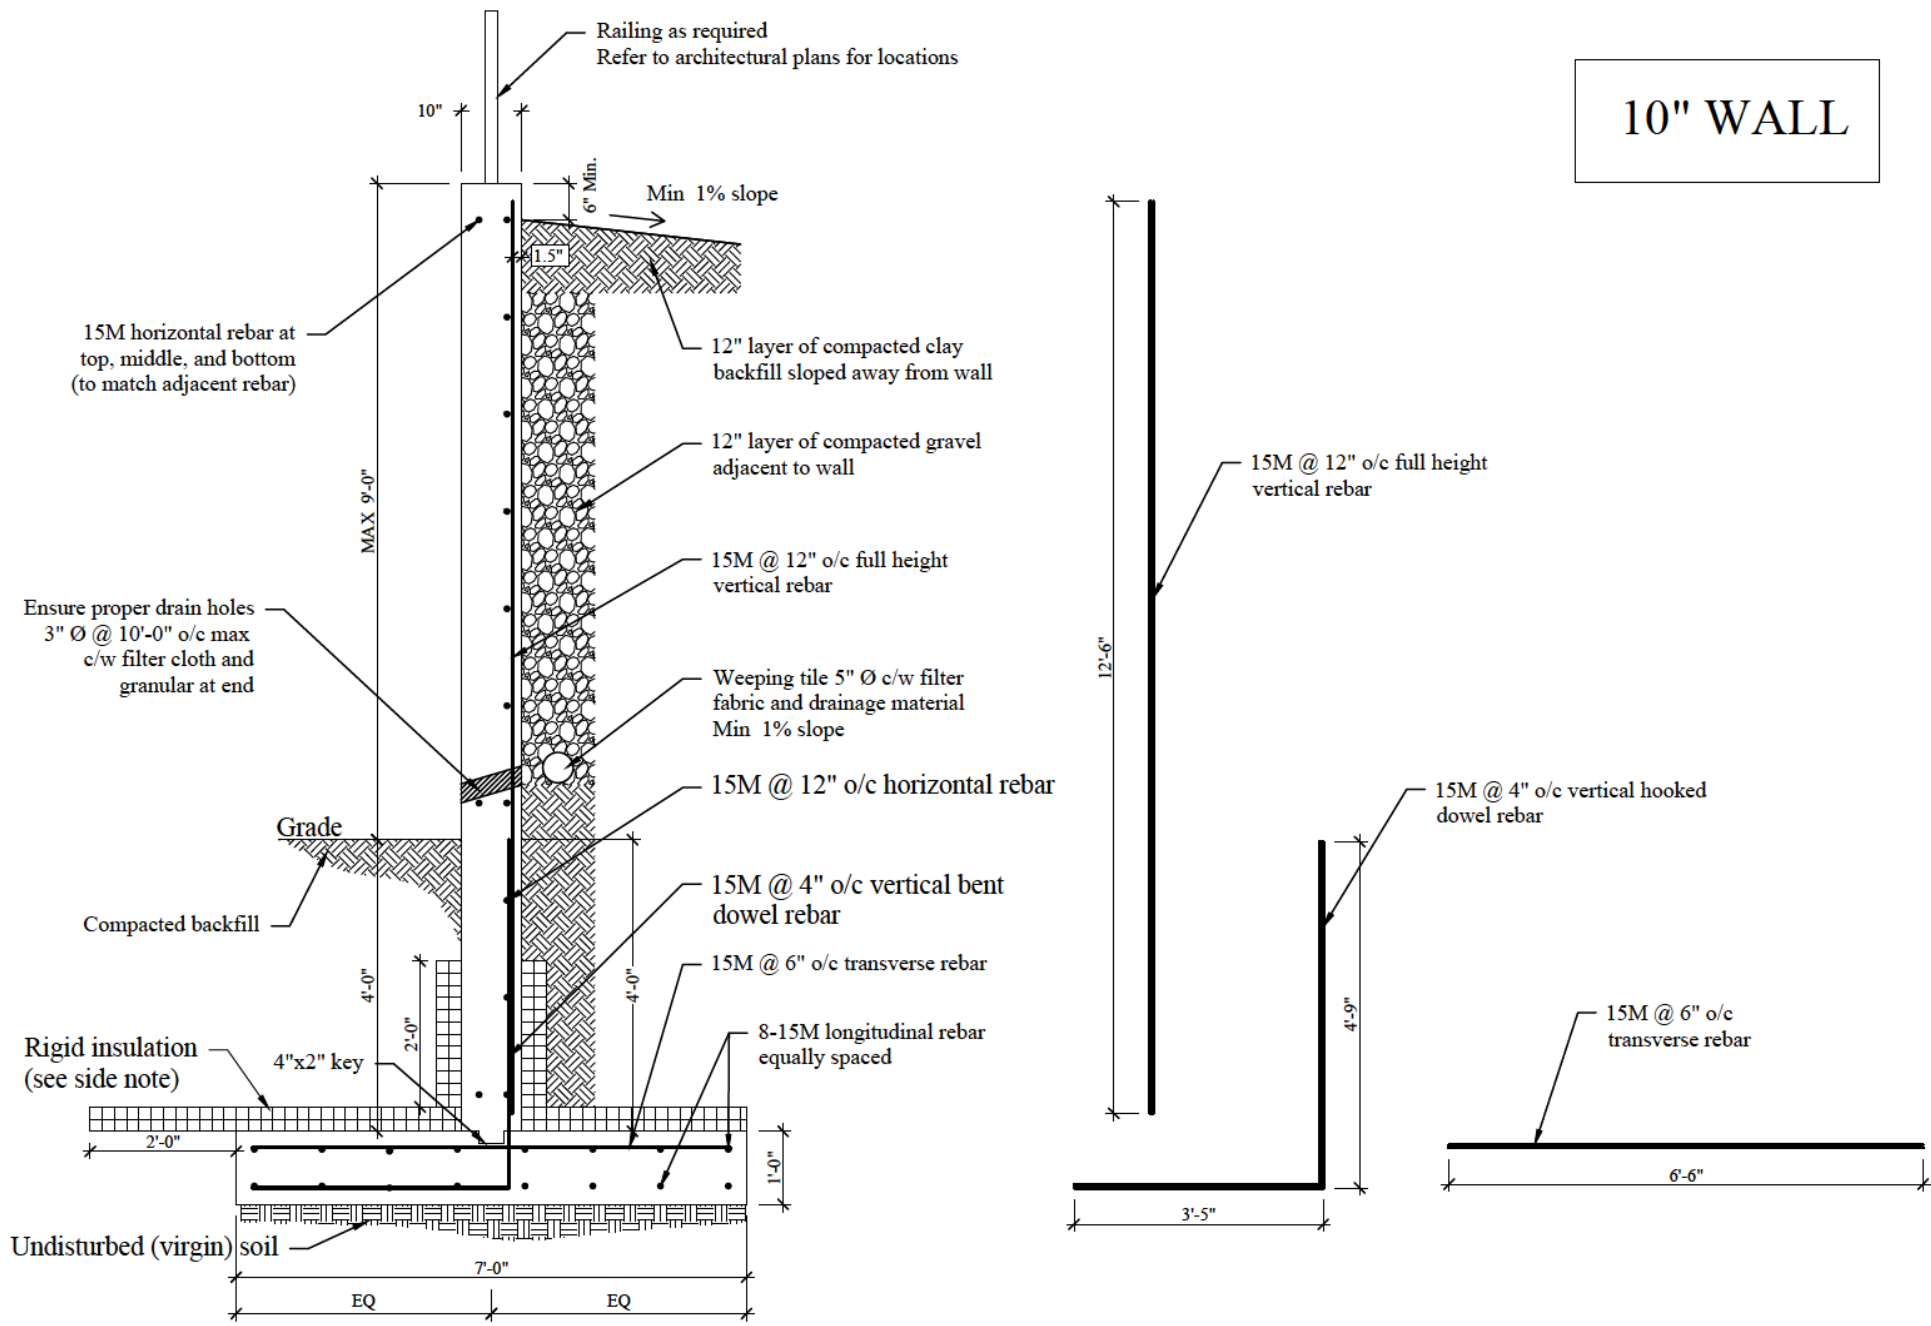 Railing as required
Refer to architectural plans for locations
10" WALL
10"
6" Min.
Min 1% slope
1.5"
15M horizontal rebar at
top, middle, and bottom
(to match adjacent rebar)
12" layer of compacted clay
backfill sloped away from wall
12" layer of compacted gravel
adjacent to wall
MAX 9'-0"
15M @ 12" o/c full height
vertical rebar
Ensure proper drain holes
3" Ø @ 10'-0" o/c max
c/w filter cloth and
granular at end
Weeping tile 5" Ø c/w filter
fabric and drainage material
Min 1% slope
15M @ 12" o/c horizontal rebar
Grade
15M @ 4" o/c vertical bent
dowel rebar
Compacted backfill
15M @ 6" o/c transverse rebar
4'-0"
2'-0"
4'-0"
8-15M longitudinal rebar
equally spaced
Rigid insulation
(see side note)
4"x2" key
2'-0"
1'-0"
Undisturbed (virgin) soil
7'-0"
EQ
EQ
15M @ 12" o/c full height
vertical rebar
12'-6"
15M @ 4" o/c vertical hooked
dowel rebar
4'-9"
3'-5"
15M @ 6" o/c
transverse rebar
6'-6"